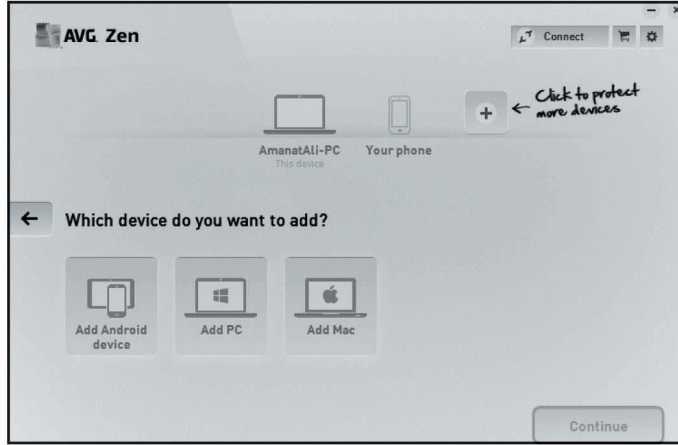 AVG. Zen
Connect
Click to protect
more devices
AmanatAli-PC
Your phone
This device
Which device do you want to add?
Add Android
device
Add PC
Add Mac
Continue